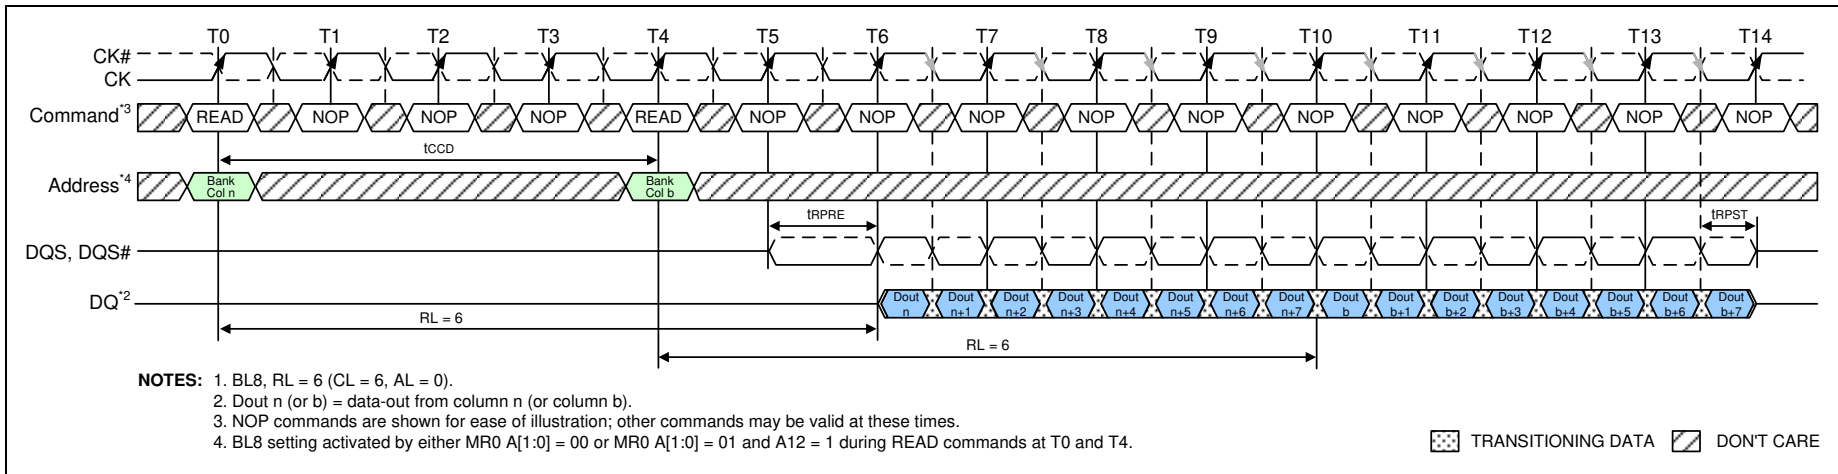 T0 T1 T2 T3 T4 T5 T6 T7 T8 T9 T10 T11 T12 T13 T14
CK#
CK
Command*3 READ NOP NOP NOP READ NOP NOP NOP NOP NOP NOP NOP NOP NOP NOP
tCCD
Address*4 Bank Col n Bank Col b
tRPRE tRPST
DQS, DQS#
DQ*2 Dout n Dout n+1 Dout n+2 Dout n+3 Dout n+4 Dout n+5 Dout n+6 Dout n+7 Dout b Dout b+1 Dout b+2 Dout b+3 Dout b+4 Dout b+5 Dout b+6 Dout b+7
RL = 6
RL = 6
NOTES: 1. BL8, RL = 6 (CL = 6, AL = 0).
2. Dout n (or b) = data-out from column n (or column b).
3. NOP commands are shown for ease of illustration; other commands may be valid at these times.
4. BL8 setting activated by either MR0 A[1:0] = 00 or MR0 A[1:0] = 01 and A12 = 1 during READ commands at T0 and T4.
TRANSITIONING DATA DON'T CARE